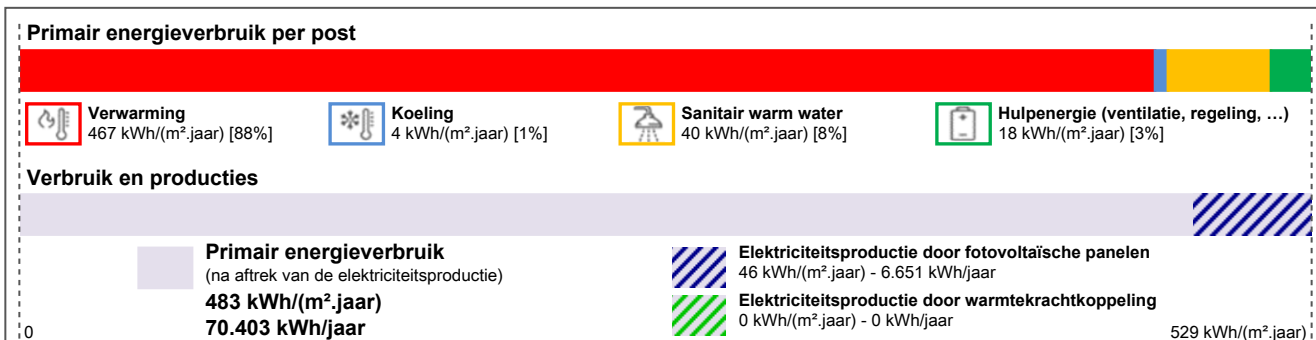 Primair energieverbruik per post
Verwarming
467 kWh/(m².jaar) [88%]
Koeling
4 kWh/(m².jaar) [1%]
Sanitair warm water
40 kWh/(m².jaar) [8%]
Hulpenergie (ventilatie, regeling, …)
18 kWh/(m².jaar) [3%]
Verbruik en producties
Primair energieverbruik
(na aftrek van de elektriciteitsproductie)
483 kWh/(m².jaar)
70.403 kWh/jaar
Elektriciteitsproductie door fotovoltaïsche panelen
46 kWh/(m².jaar) - 6.651 kWh/jaar
Elektriciteitsproductie door warmtekrachtkoppeling
0 kWh/(m².jaar) - 0 kWh/jaar
0
529 kWh/(m².jaar)